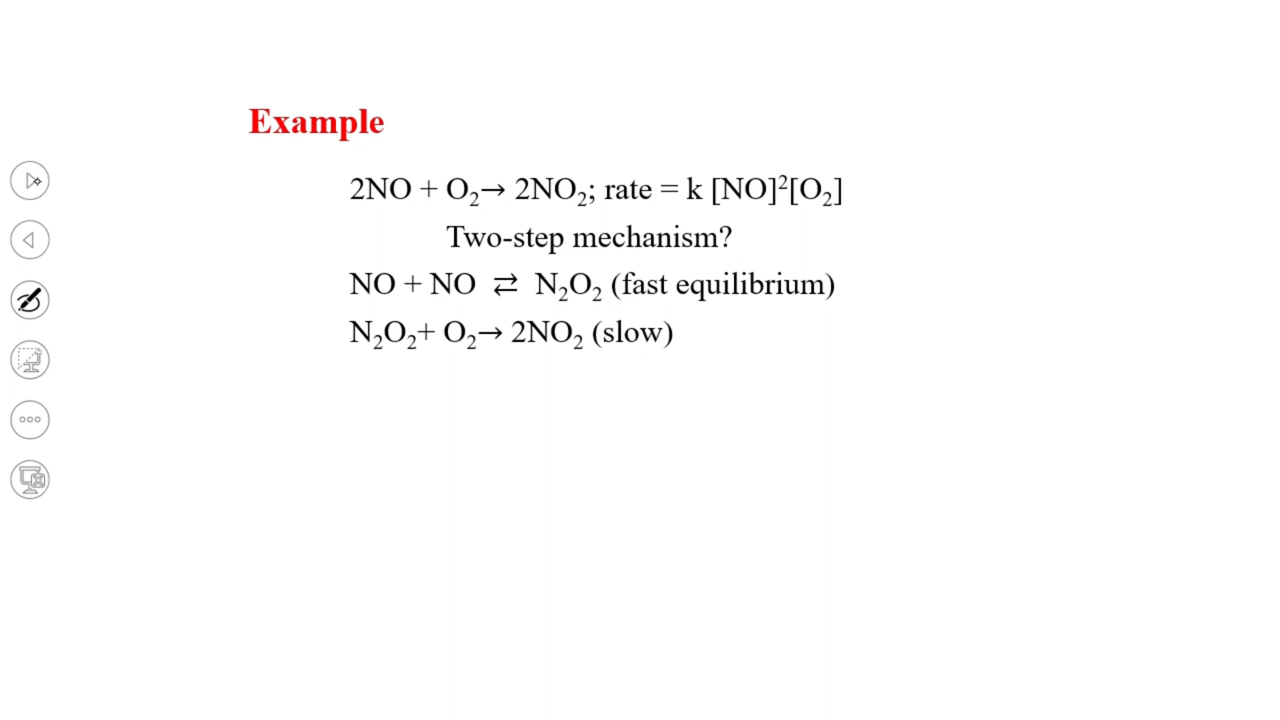 Example
2NO + O₂→ 2NO₂; rate = k [NO]²[O₂]
Two-step mechanism?
NO + NO ⇄ N₂O₂ (fast equilibrium)
N₂O₂+ O₂→ 2NO₂ (slow)